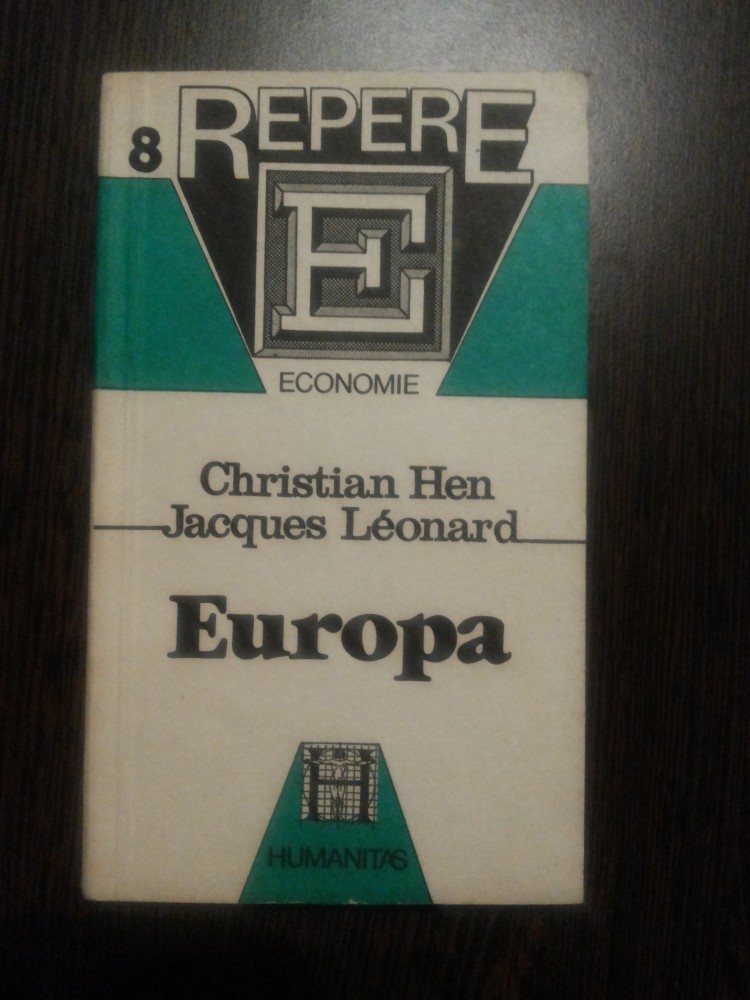 8 REPERE
E
ECONOMIE
Christian Hen
Jacques Léonard
Europa
H
HUMANITAS